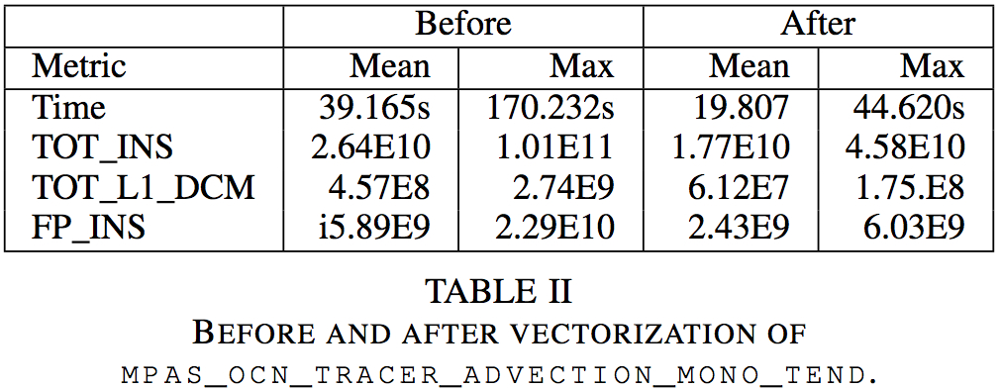 Before After
Metric Mean Max Mean Max
Time 39.165s 170.232s 19.807 44.620s
TOT_INS 2.64E10 1.01E11 1.77E10 4.58E10
TOT_L1_DCM 4.57E8 2.74E9 6.12E7 1.75.E8
FP_INS i5.89E9 2.29E10 2.43E9 6.03E9
TABLE II
BEFORE AND AFTER VECTORIZATION OF
MPAS_OCN_TRACER_ADVECTION_MONO_TEND.